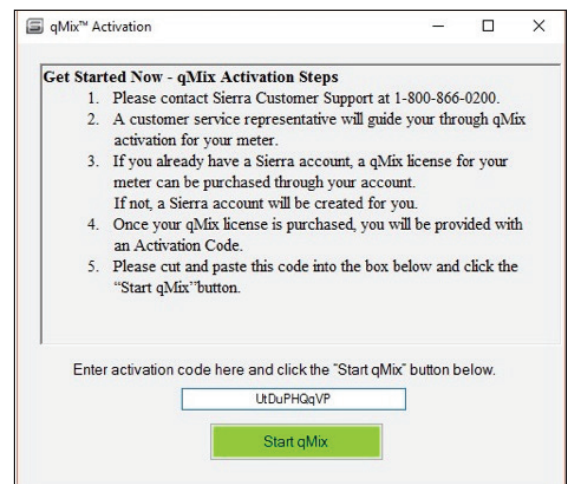 qMix™ Activation
Get Started Now - qMix Activation Steps
1. Please contact Sierra Customer Support at 1-800-866-0200.
2. A customer service representative will guide your through qMix
activation for your meter.
3. If you already have a Sierra account, a qMix license for your
meter can be purchased through your account.
If not, a Sierra account will be created for you.
4. Once your qMix license is purchased, you will be provided with
an Activation Code.
5. Please cut and paste this code into the box below and click the
“Start qMix”button.
Enter activation code here and click the "Start qMix" button below.
UtDuPHQqVP
Start qMix